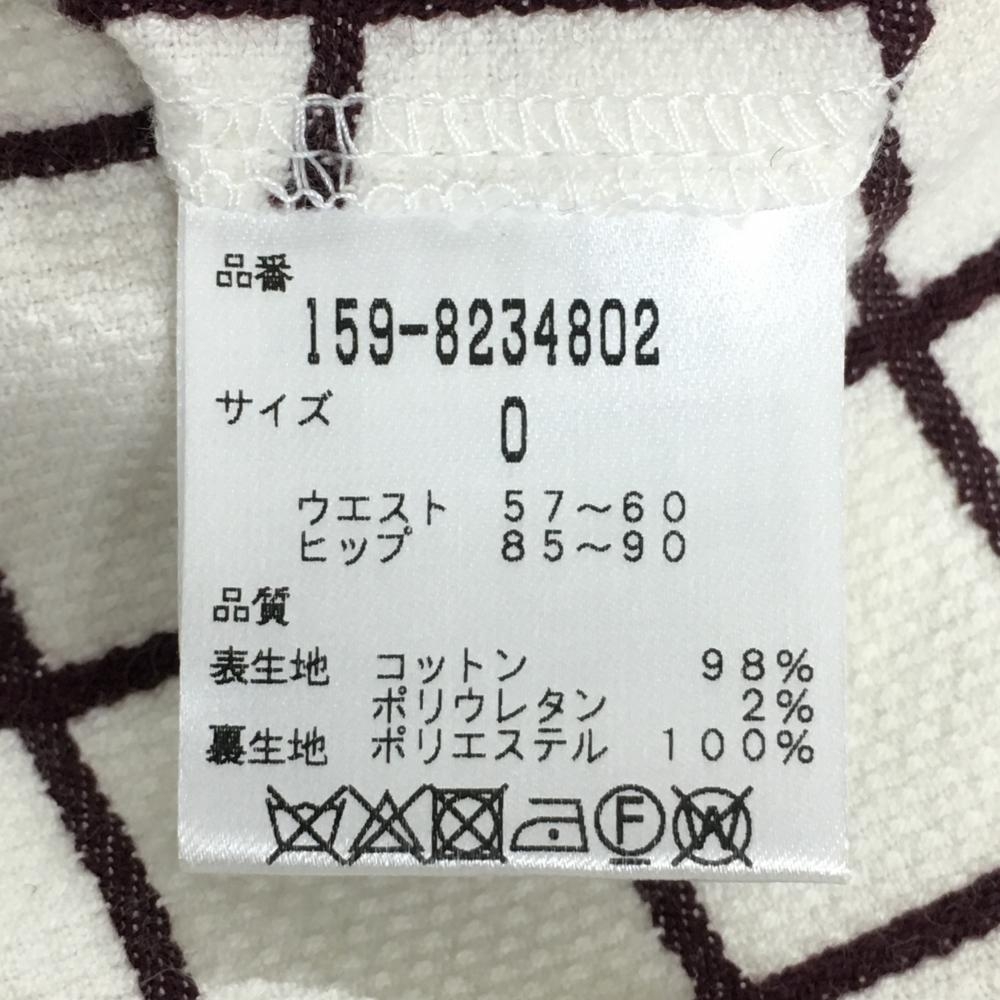 品番
159-8234802
サイズ 0
ウエスト 57~60
ヒップ 85~90
品質
表生地 コットン 98%
ポリウレタン 2%
裏生地 ポリエステル 100%
F W